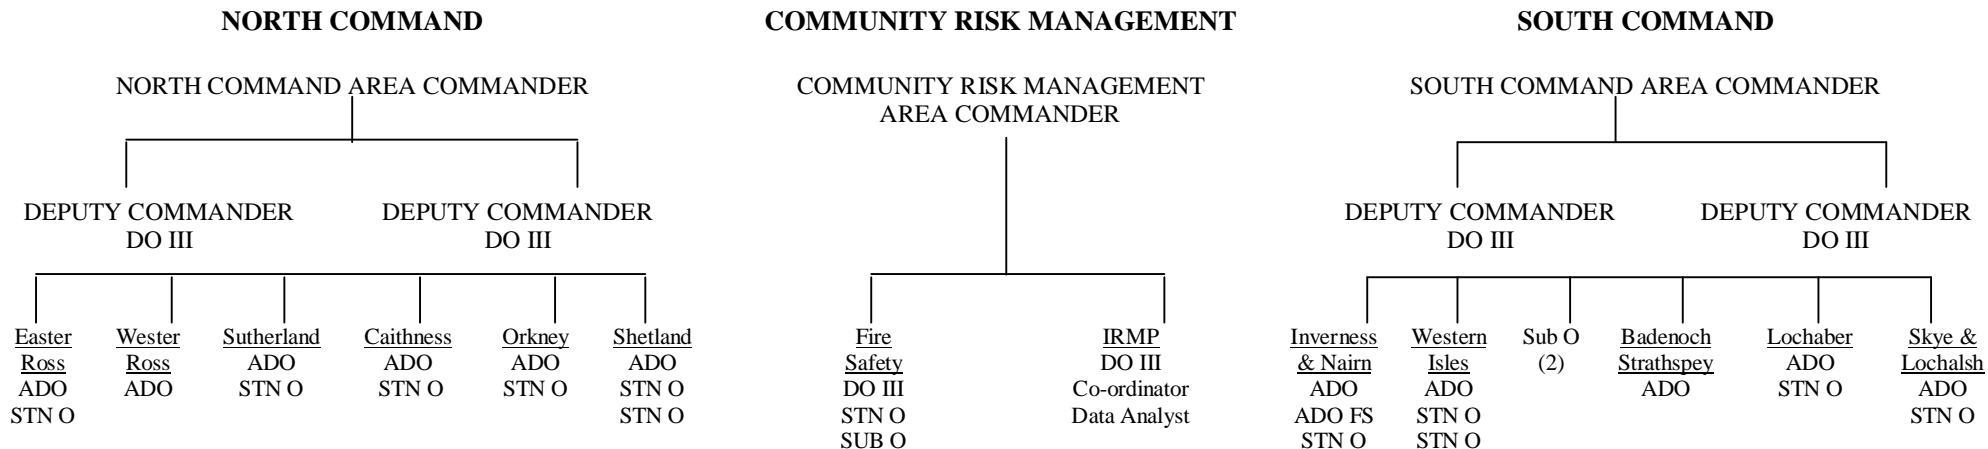 NORTH COMMAND
NORTH COMMAND AREA COMMANDER
DEPUTY COMMANDER
DO III
DEPUTY COMMANDER
DO III
Easter
Ross
ADO
STN O
Wester
Ross
ADO
Sutherland
ADO
STN O
Caithness
ADO
STN O
Orkney
ADO
STN O
Shetland
ADO
STN O
STN O
COMMUNITY RISK MANAGEMENT
COMMUNITY RISK MANAGEMENT
AREA COMMANDER
Fire
Safety
DO III
STN O
SUB O
IRMP
DO III
Co-ordinator
Data Analyst
SOUTH COMMAND
SOUTH COMMAND AREA COMMANDER
DEPUTY COMMANDER
DO III
DEPUTY COMMANDER
DO III
Inverness
& Nairn
ADO
ADO FS
STN O
Western
Isles
ADO
STN O
STN O
Sub O
(2)
Badenoch
Strathspey
ADO
Lochaber
ADO
STN O
Skye &
Lochalsh
ADO
STN O